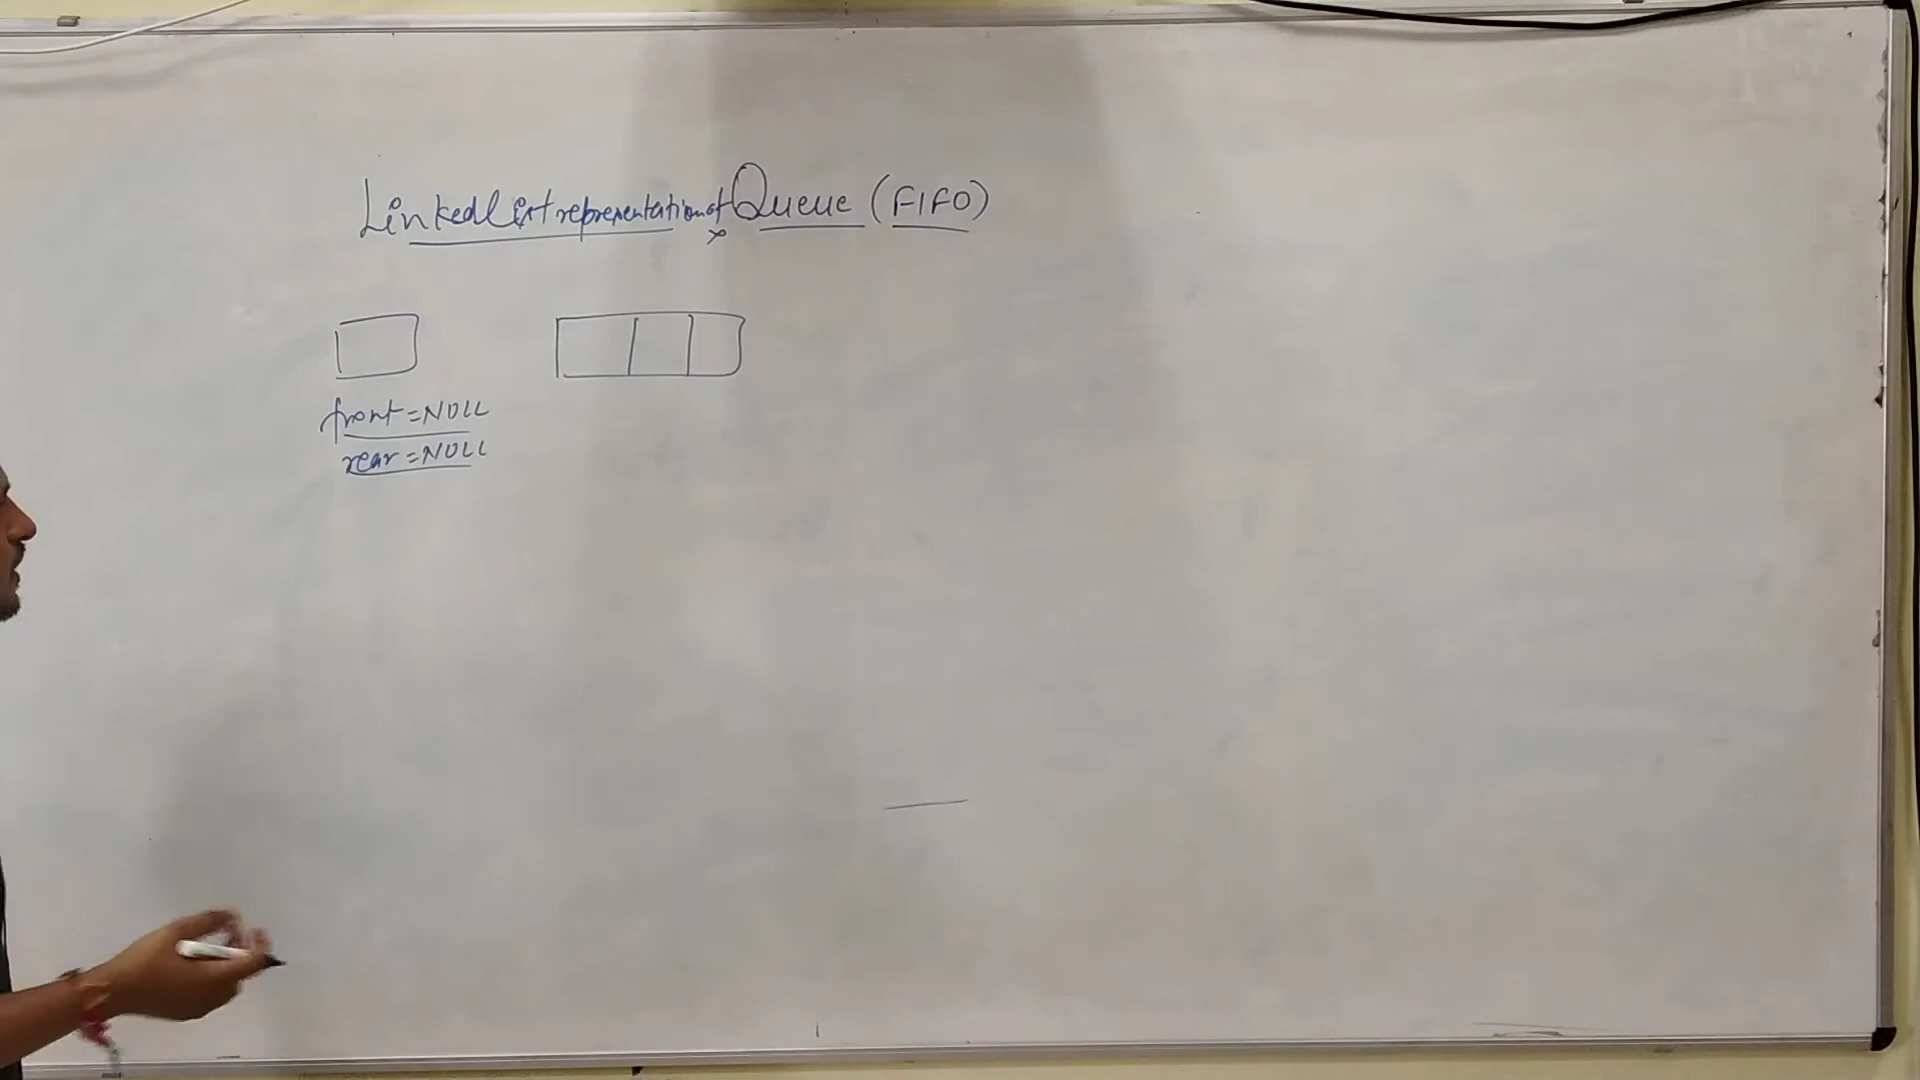 Linked list representation of Queue (FIFO)
front = NULL
rear = NULL